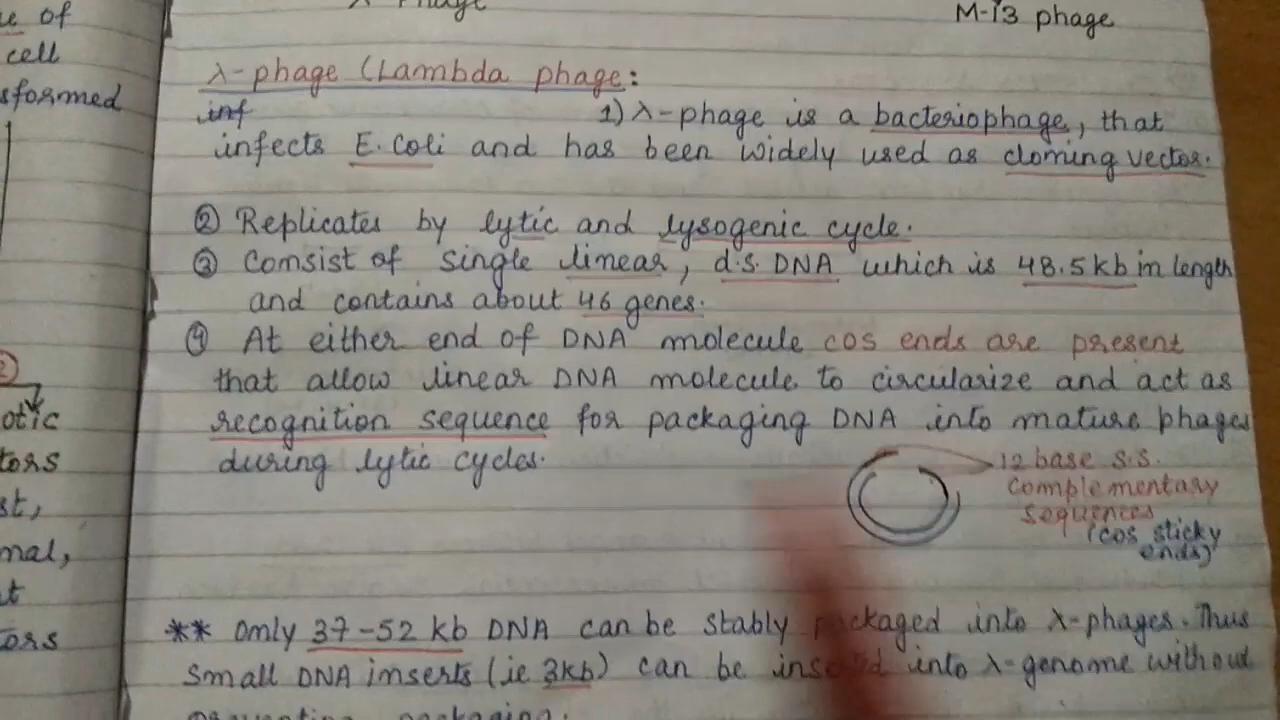 ue of
cell
sformed
otic
tors
st,
mal,
t
tors
λ-phage
M-13 phage
λ-phage (Lambda phage:
inf
1) λ-phage is a bacteriophage, that
infects E. coli and has been widely used as cloning vector.
② Replicates by lytic and lysogenic cycle.
③ Consist of single linear, d.s. DNA which is 48.5 kb in length
and contains about 46 genes.
④ At either end of DNA molecule cos ends are present
that allow linear DNA molecule to circularize and act as
recognition sequence for packaging DNA into mature phages
during lytic cycles.
12 base s.s.
complementary
sequences
(cos sticky
ends)
** Only 37-52 kb DNA can be stably packaged into λ-phages. Thus
small DNA inserts (ie 3kb) can be inserted into λ-genome without
packaging.